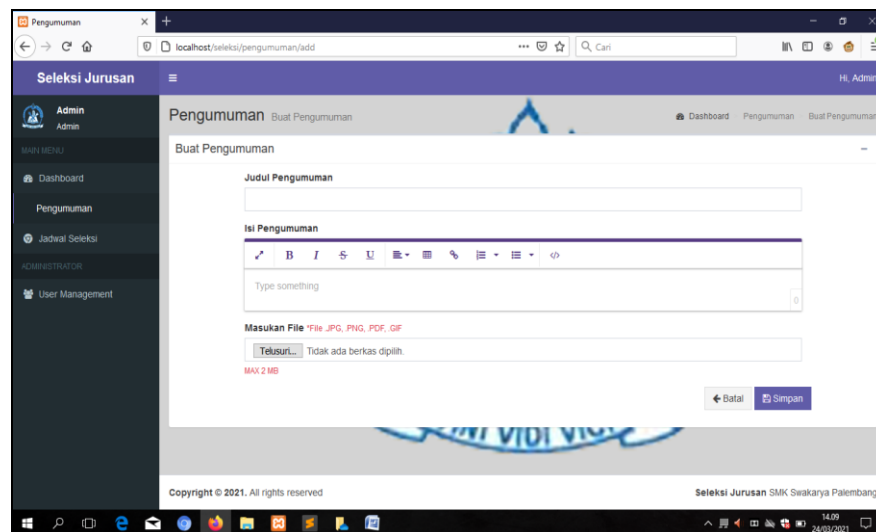 Pengumuman
localhost/seleksi/pengumuman/add
Cari
Seleksi Jurusan
Hi, Admin
Admin
Admin
MAIN MENU
Dashboard
Pengumuman
Jadwal Seleksi
ADMINISTRATOR
User Management
Pengumuman Buat Pengumuman
Dashboard Pengumuman Buat Pengumuman
Buat Pengumuman
Judul Pengumuman
Isi Pengumuman
B I S U
Type something
0
Masukan File *File .JPG, .PNG, .PDF, .GIF
Telusuri... Tidak ada berkas dipilih.
MAX 2 MB
Batal Simpan
VIDI
Copyright © 2021. All rights reserved
Seleksi Jurusan SMK Swakarya Palembang
14.09
24/03/2021